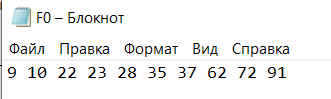 F0 – Блокнот
Файл Правка Формат Вид Справка
9 10 22 23 28 35 37 62 72 91